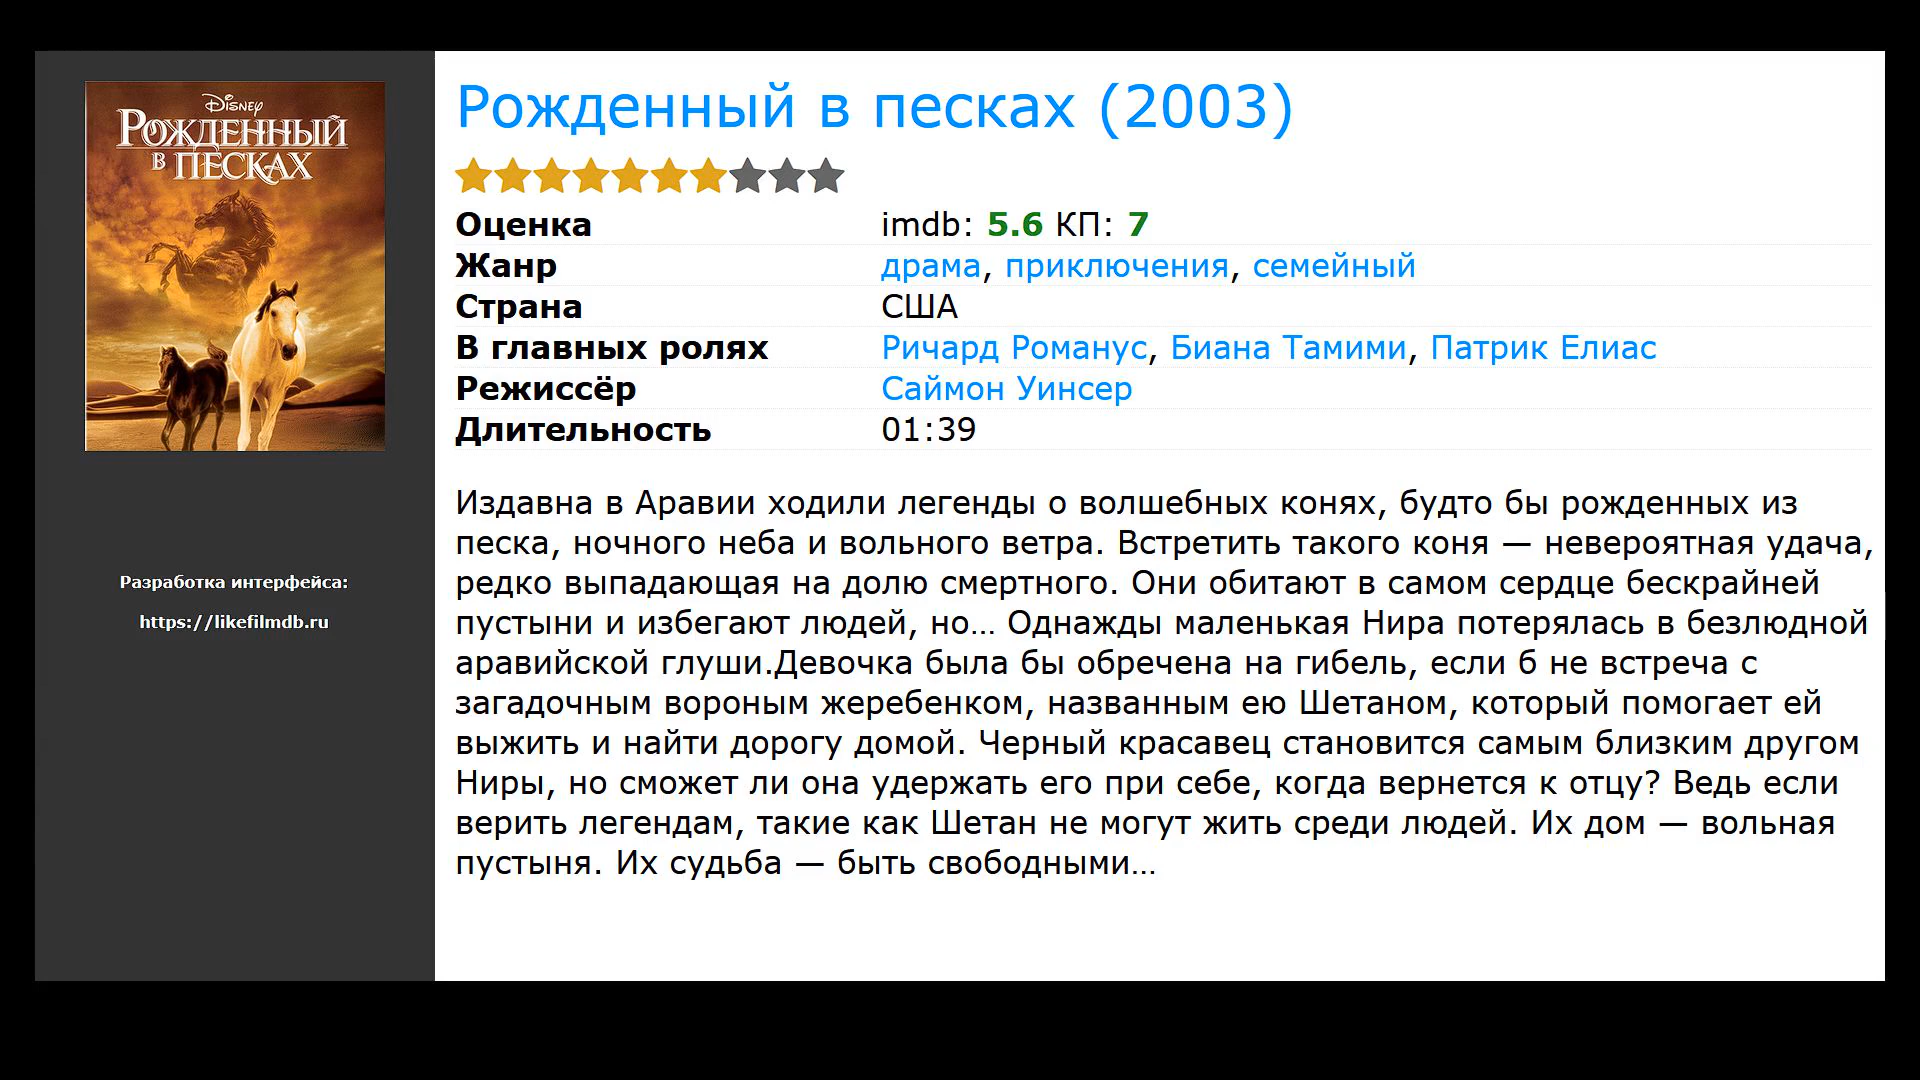 Disney
Рожденный
в песках
Разработка интерфейса:
https://likefilmdb.ru
Рожденный в песках (2003)
Оценка imdb: 5.6 КП: 7
Жанр драма, приключения, семейный
Страна США
В главных ролях Ричард Романус, Биана Тамими, Патрик Елиас
Режиссёр Саймон Уинсер
Длительность 01:39
Издавна в Аравии ходили легенды о волшебных конях, будто бы рожденных из
песка, ночного неба и вольного ветра. Встретить такого коня — невероятная удача,
редко выпадающая на долю смертного. Они обитают в самом сердце бескрайней
пустыни и избегают людей, но… Однажды маленькая Нира потерялась в безлюдной
аравийской глуши.Девочка была бы обречена на гибель, если б не встреча с
загадочным вороным жеребенком, названным ею Шетаном, который помогает ей
выжить и найти дорогу домой. Черный красавец становится самым близким другом
Ниры, но сможет ли она удержать его при себе, когда вернется к отцу? Ведь если
верить легендам, такие как Шетан не могут жить среди людей. Их дом — вольная
пустыня. Их судьба — быть свободными…